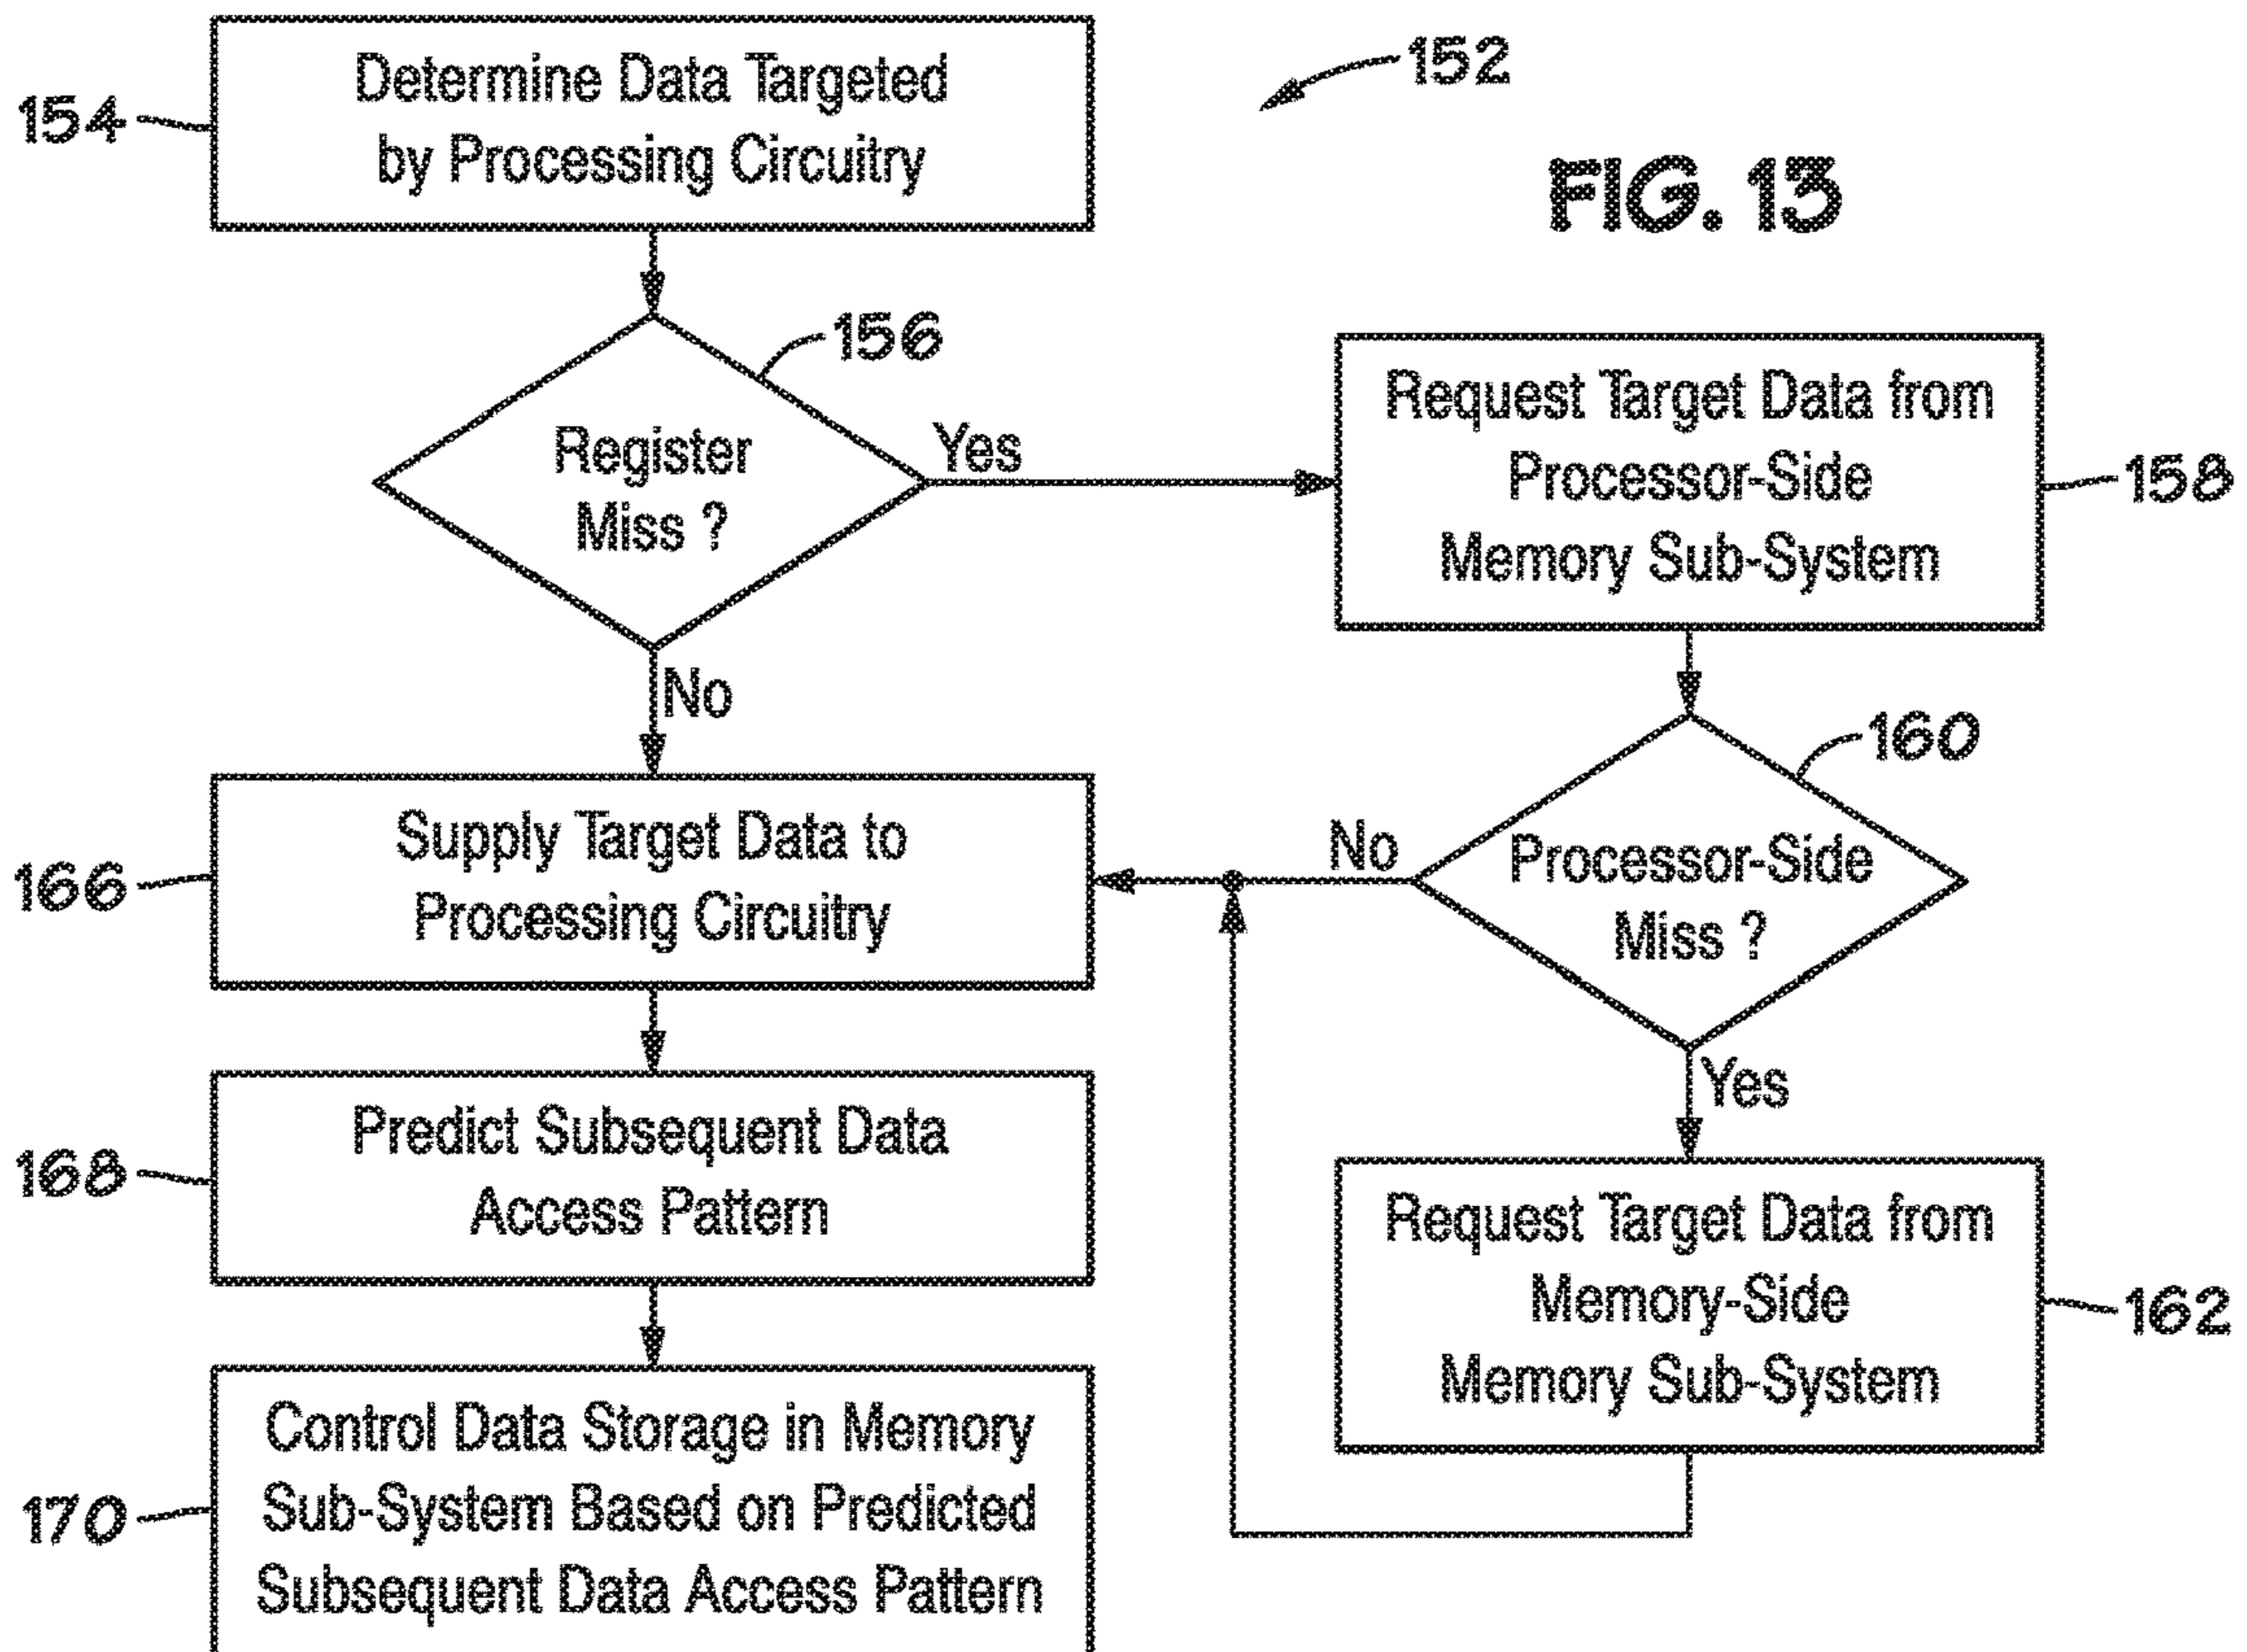 152
FIG. 13
154
Determine Data Targeted
by Processing Circuitry
156
Register
Miss ?
Yes
No
Request Target Data from
Processor-Side
Memory Sub-System
158
160
Processor-Side
Miss ?
No
Yes
Request Target Data from
Memory-Side
Memory Sub-System
162
166
Supply Target Data to
Processing Circuitry
168
Predict Subsequent Data
Access Pattern
170
Control Data Storage in Memory
Sub-System Based on Predicted
Subsequent Data Access Pattern